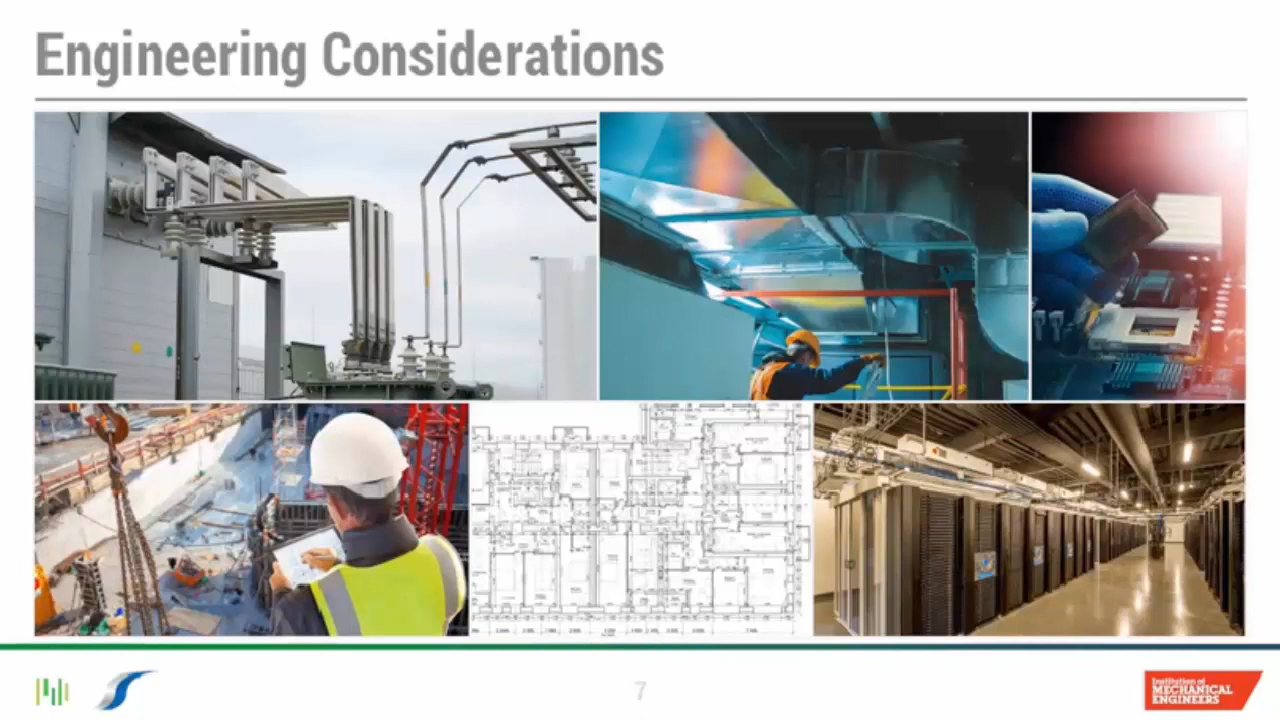 Engineering Considerations
7
Institution of
MECHANICAL
ENGINEERS